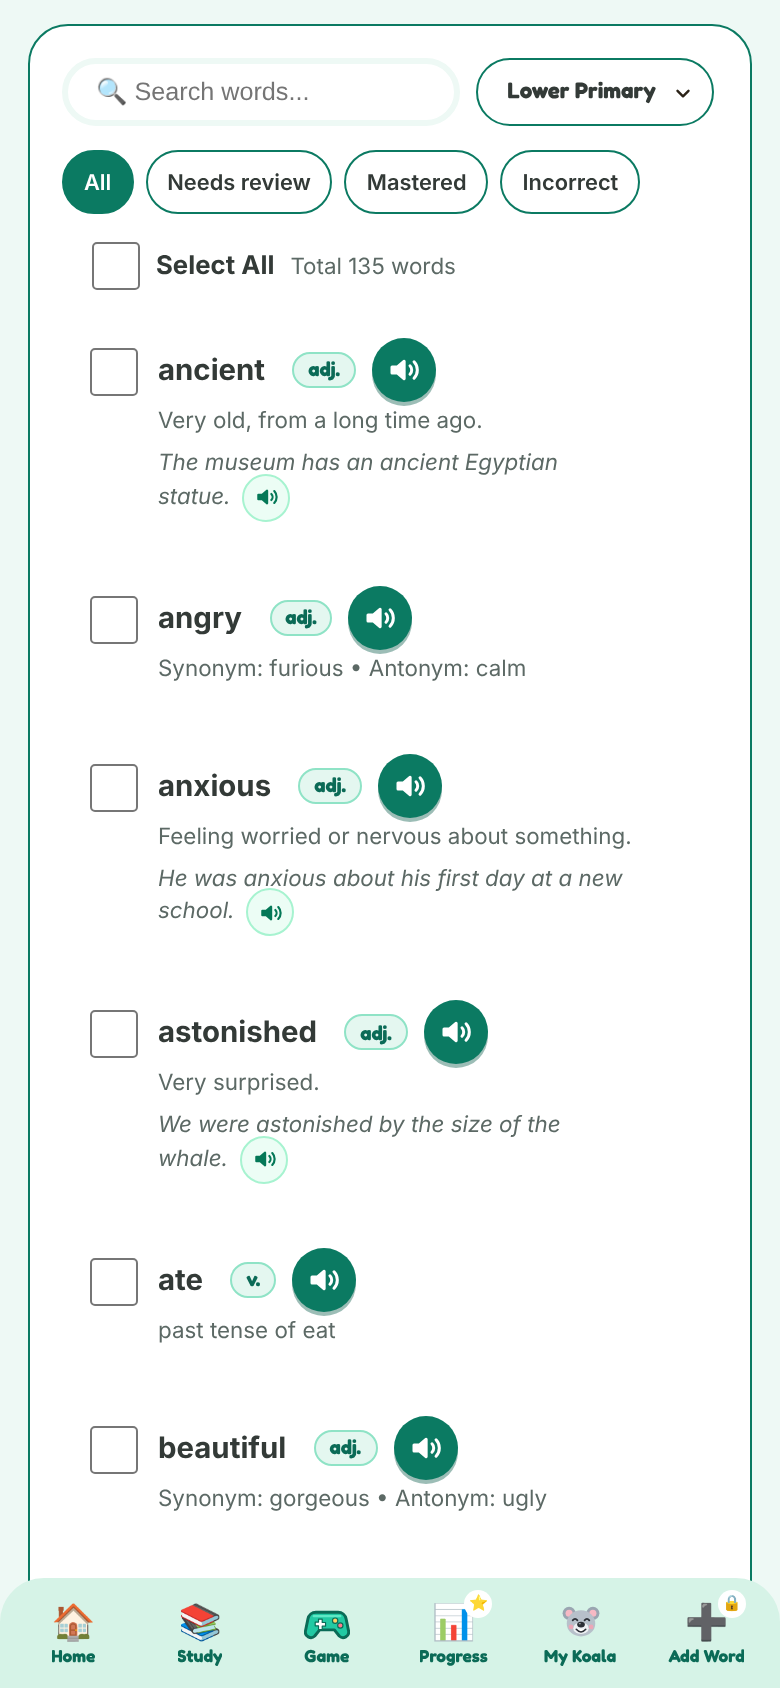 🔍 Search words...
Lower Primary
All
Needs review
Mastered
Incorrect
Select All Total 135 words
ancient adj.
Very old, from a long time ago.
The museum has an ancient Egyptian
statue.
angry adj.
Synonym: furious • Antonym: calm
anxious adj.
Feeling worried or nervous about something.
He was anxious about his first day at a new
school.
astonished adj.
Very surprised.
We were astonished by the size of the
whale.
ate v.
past tense of eat
beautiful adj.
Synonym: gorgeous • Antonym: ugly
Home
Study
Game
Progress
My Koala
Add Word